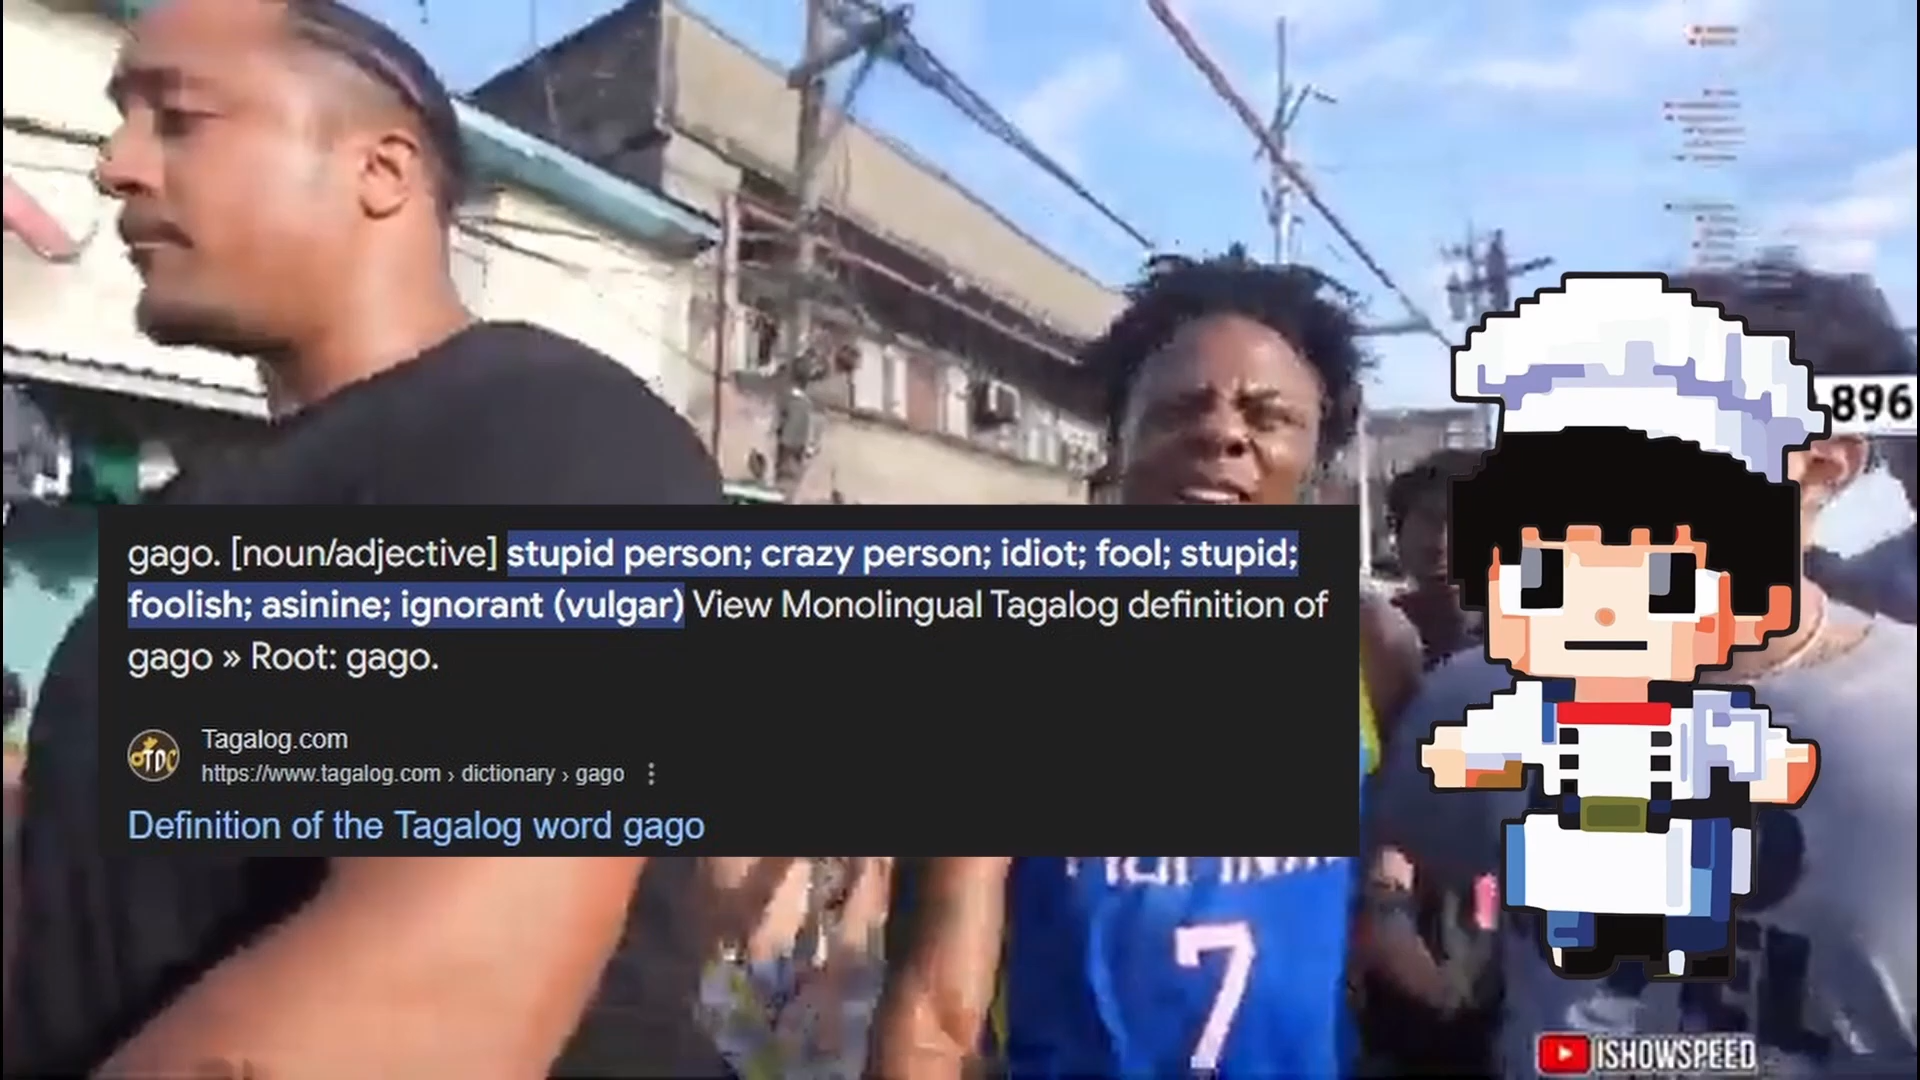 896
gago. [noun/adjective] stupid person; crazy person; idiot; fool; stupid;
foolish; asinine; ignorant (vulgar) View Monolingual Tagalog definition of
gago » Root: gago.
TDC
Tagalog.com
https://www.tagalog.com › dictionary › gago
Definition of the Tagalog word gago
7
ISHOWSPEED